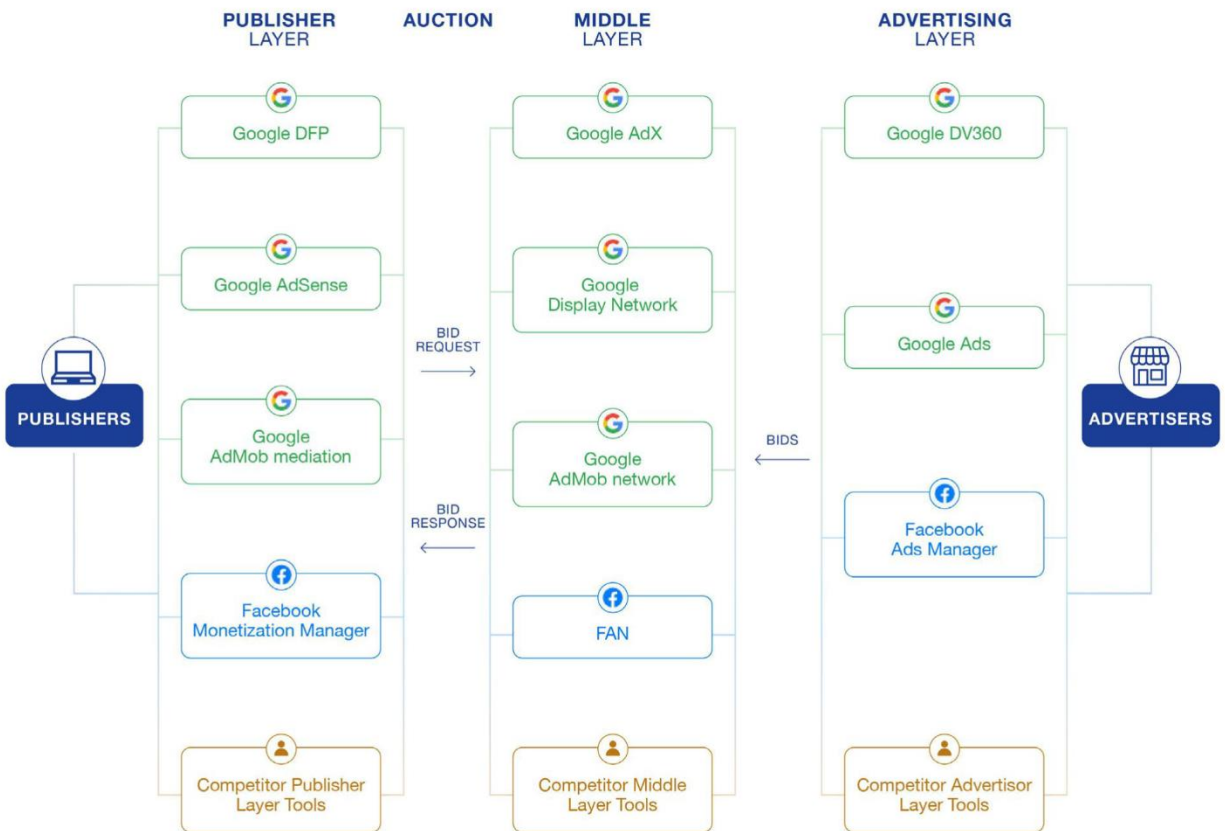 PUBLISHER
LAYER
AUCTION
MIDDLE
LAYER
ADVERTISING
LAYER
Google DFP
Google AdSense
Google
AdMob mediation
Facebook
Monetization Manager
Competitor Publisher
Layer Tools
PUBLISHERS
BID
REQUEST
BID
RESPONSE
Google AdX
Google
Display Network
Google
AdMob network
FAN
Competitor Middle
Layer Tools
BIDS
Google DV360
Google Ads
Facebook
Ads Manager
Competitor Advertisor
Layer Tools
ADVERTISERS